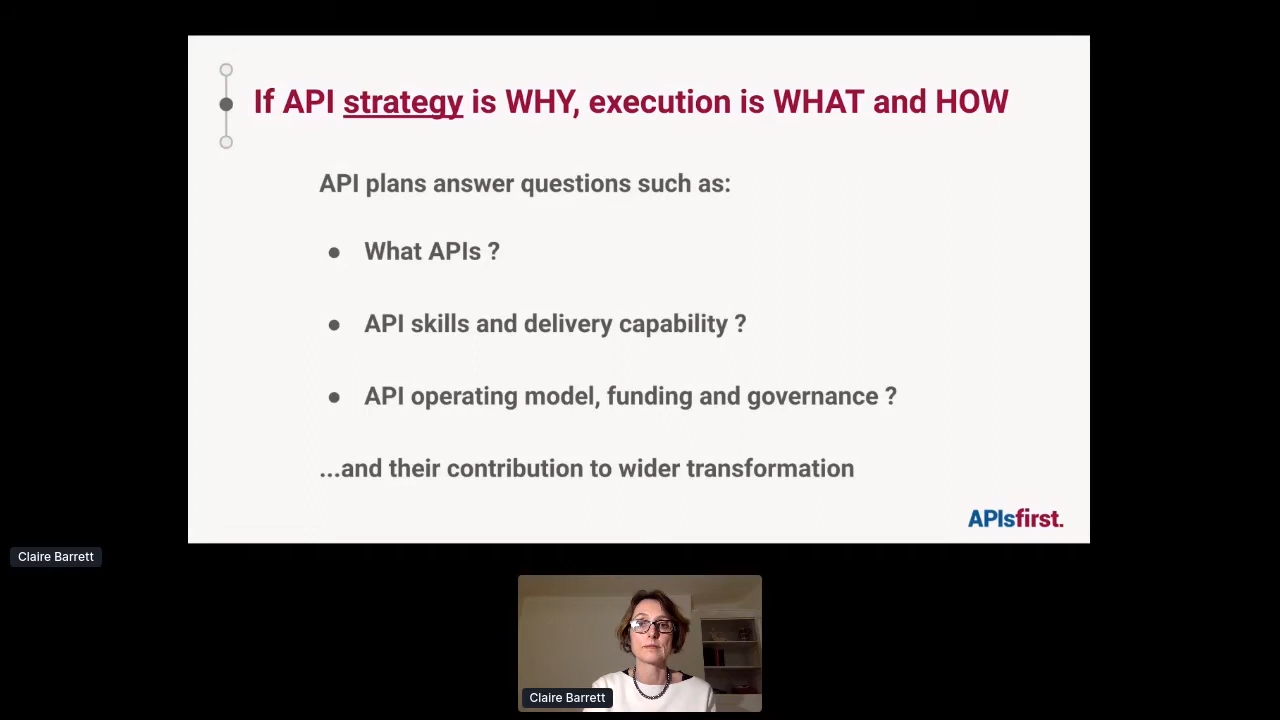 If API strategy is WHY, execution is WHAT and HOW
API plans answer questions such as:
● What APIs ?
● API skills and delivery capability ?
● API operating model, funding and governance ?
...and their contribution to wider transformation
APIsfirst.
Claire Barrett
Claire Barrett